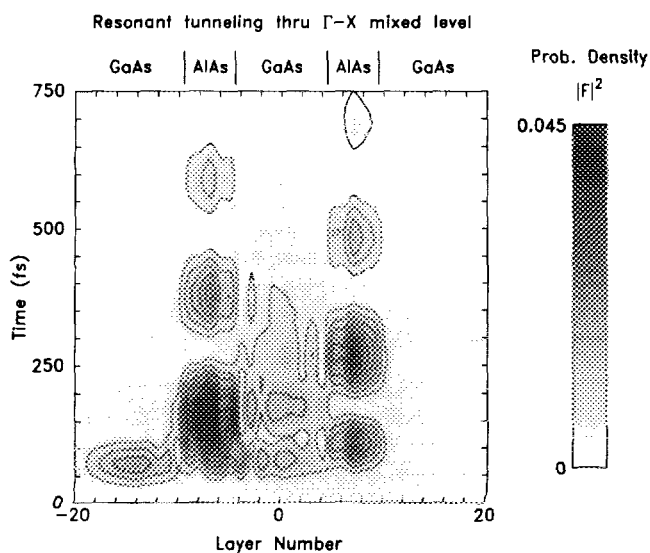 Resonant tunneling thru Γ-X mixed level
GaAs AlAs GaAs AlAs GaAs
Prob. Density
|F|²
0.045
0
750
500
250
0
Time (fs)
-20 0 20
Layer Number